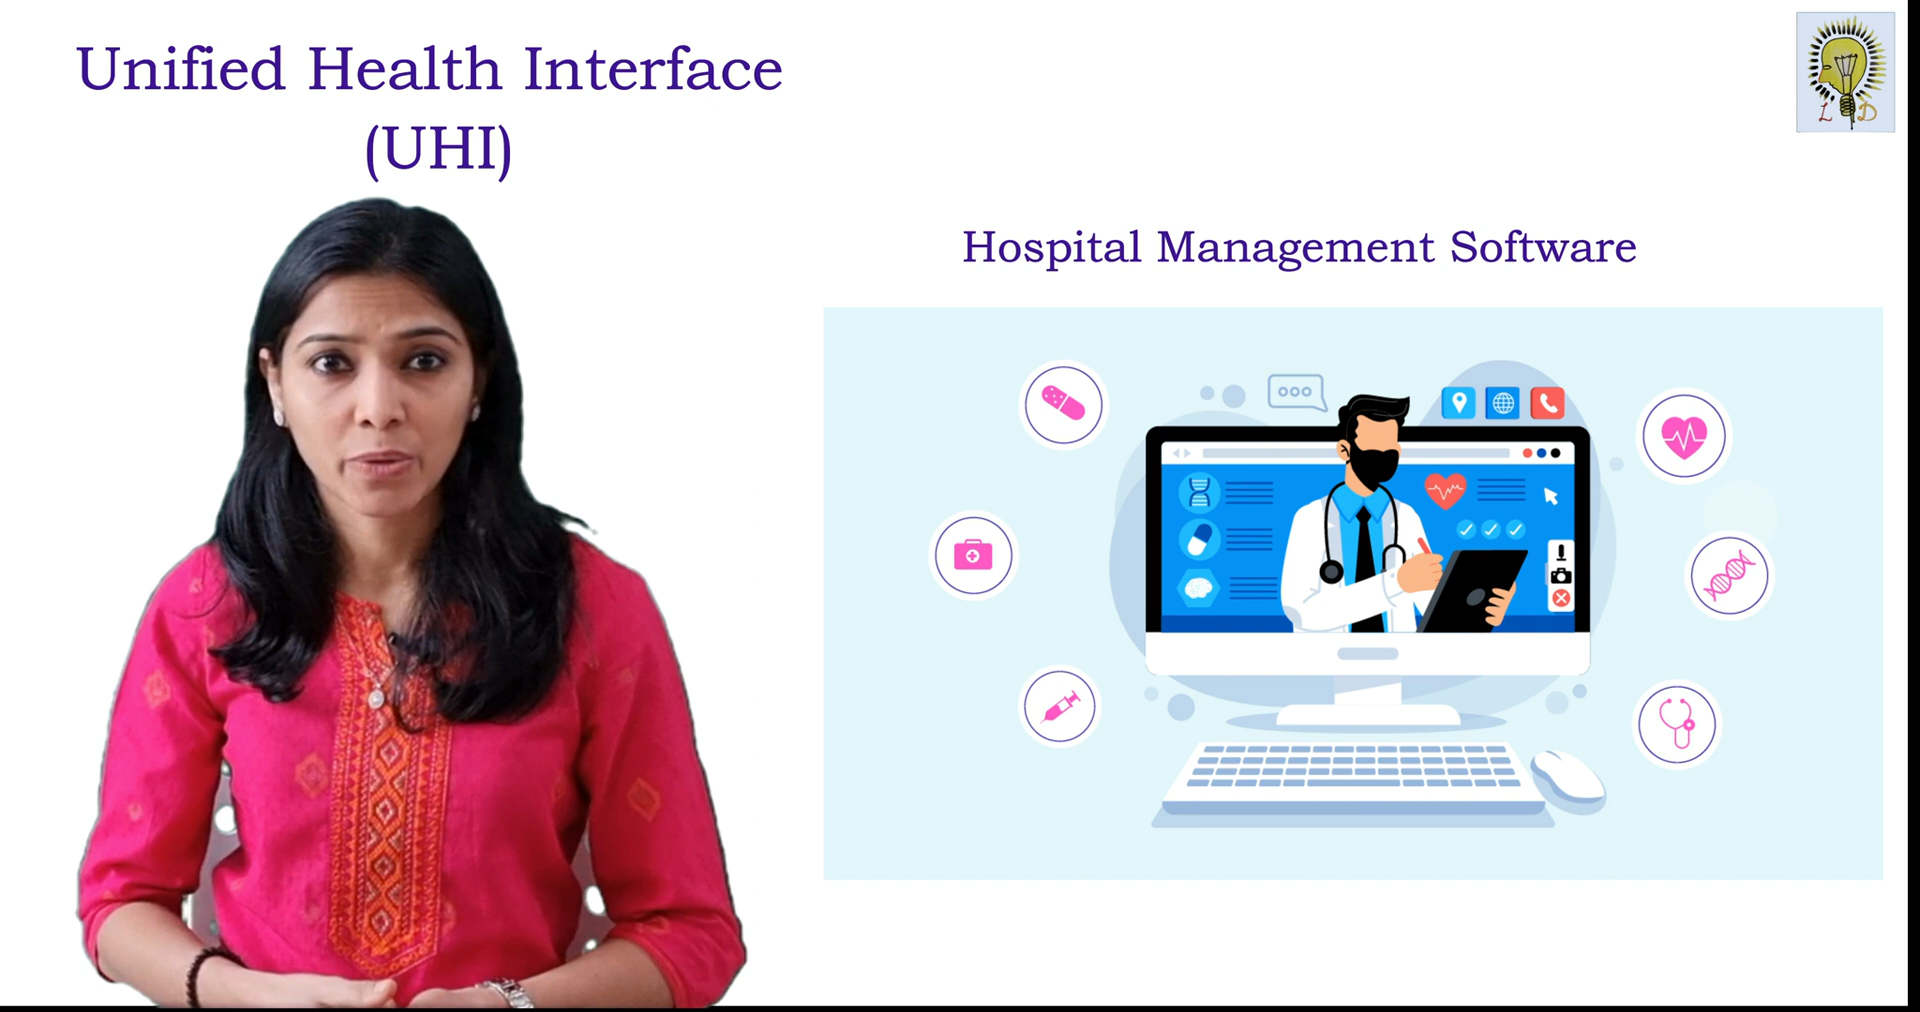 Unified Health Interface
(UHI)
L D
Hospital Management Software